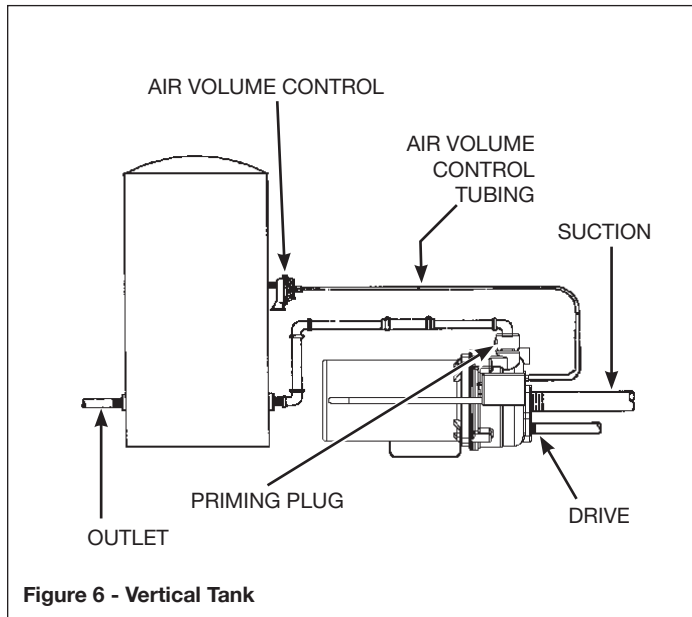 AIR VOLUME CONTROL
AIR VOLUME
CONTROL
TUBING
SUCTION
PRIMING PLUG
DRIVE
OUTLET
Figure 6 - Vertical Tank